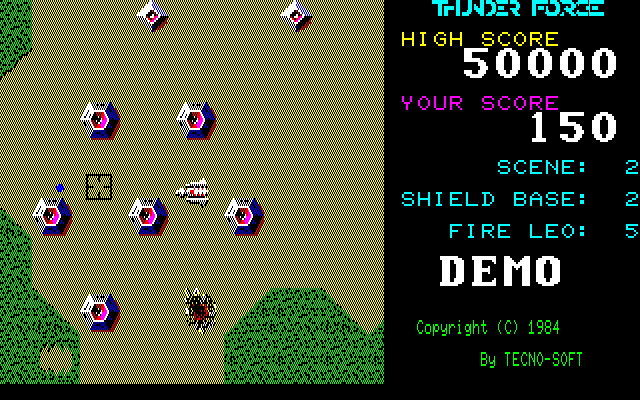 THUNDER FORCE
HIGH SCORE
50000
YOUR SCORE
150
SCENE: 2
SHIELD BASE: 2
FIRE LEO: 5
DEMO
Copyright (C) 1984
By TECNO-SOFT